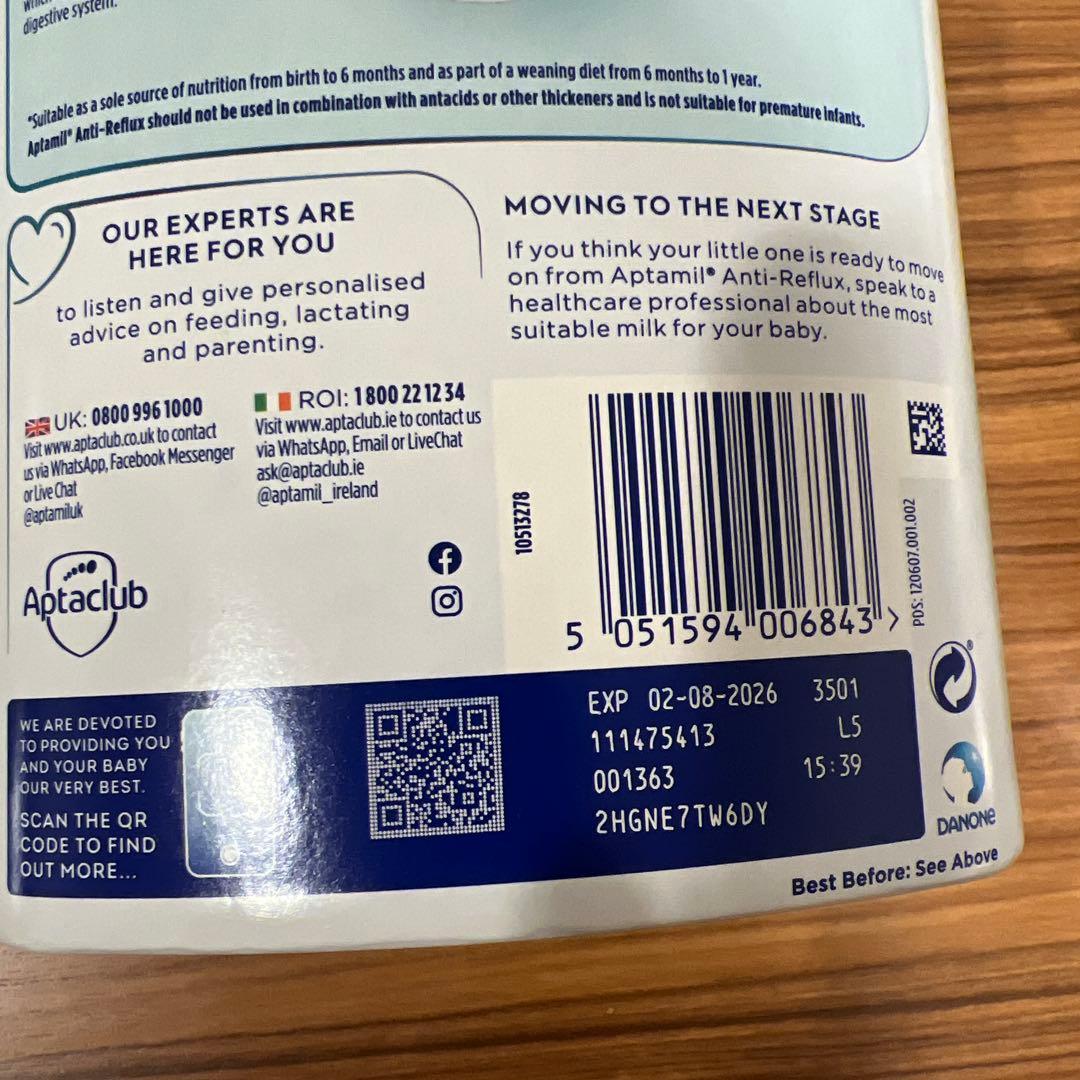 which
digestive system.
*Suitable as a sole source of nutrition from birth to 6 months and as part of a weaning diet from 6 months to 1 year.
Aptamil® Anti-Reflux should not be used in combination with antacids or other thickeners and is not suitable for premature infants.
OUR EXPERTS ARE
HERE FOR YOU
to listen and give personalised
advice on feeding, lactating
and parenting.
UK: 0800 996 1000
Visit www.aptaclub.co.uk to contact
us via WhatsApp, Facebook Messenger
or Live Chat
@aptamiluk
ROI: 1800 22 12 34
Visit www.aptaclub.ie to contact us
via WhatsApp, Email or LiveChat
ask@aptaclub.ie
@aptamil_ireland
Aptaclub
MOVING TO THE NEXT STAGE
If you think your little one is ready to move
on from Aptamil® Anti-Reflux, speak to a
healthcare professional about the most
suitable milk for your baby.
10513278
5 051594 006843 >
PDS: 120607.001.002
WE ARE DEVOTED
TO PROVIDING YOU
AND YOUR BABY
OUR VERY BEST.
SCAN THE QR
CODE TO FIND
OUT MORE...
EXP 02-08-2026 3501
111475413 L5
001363 15:39
2HGNE7TW6DY
®
DANONE
Best Before: See Above